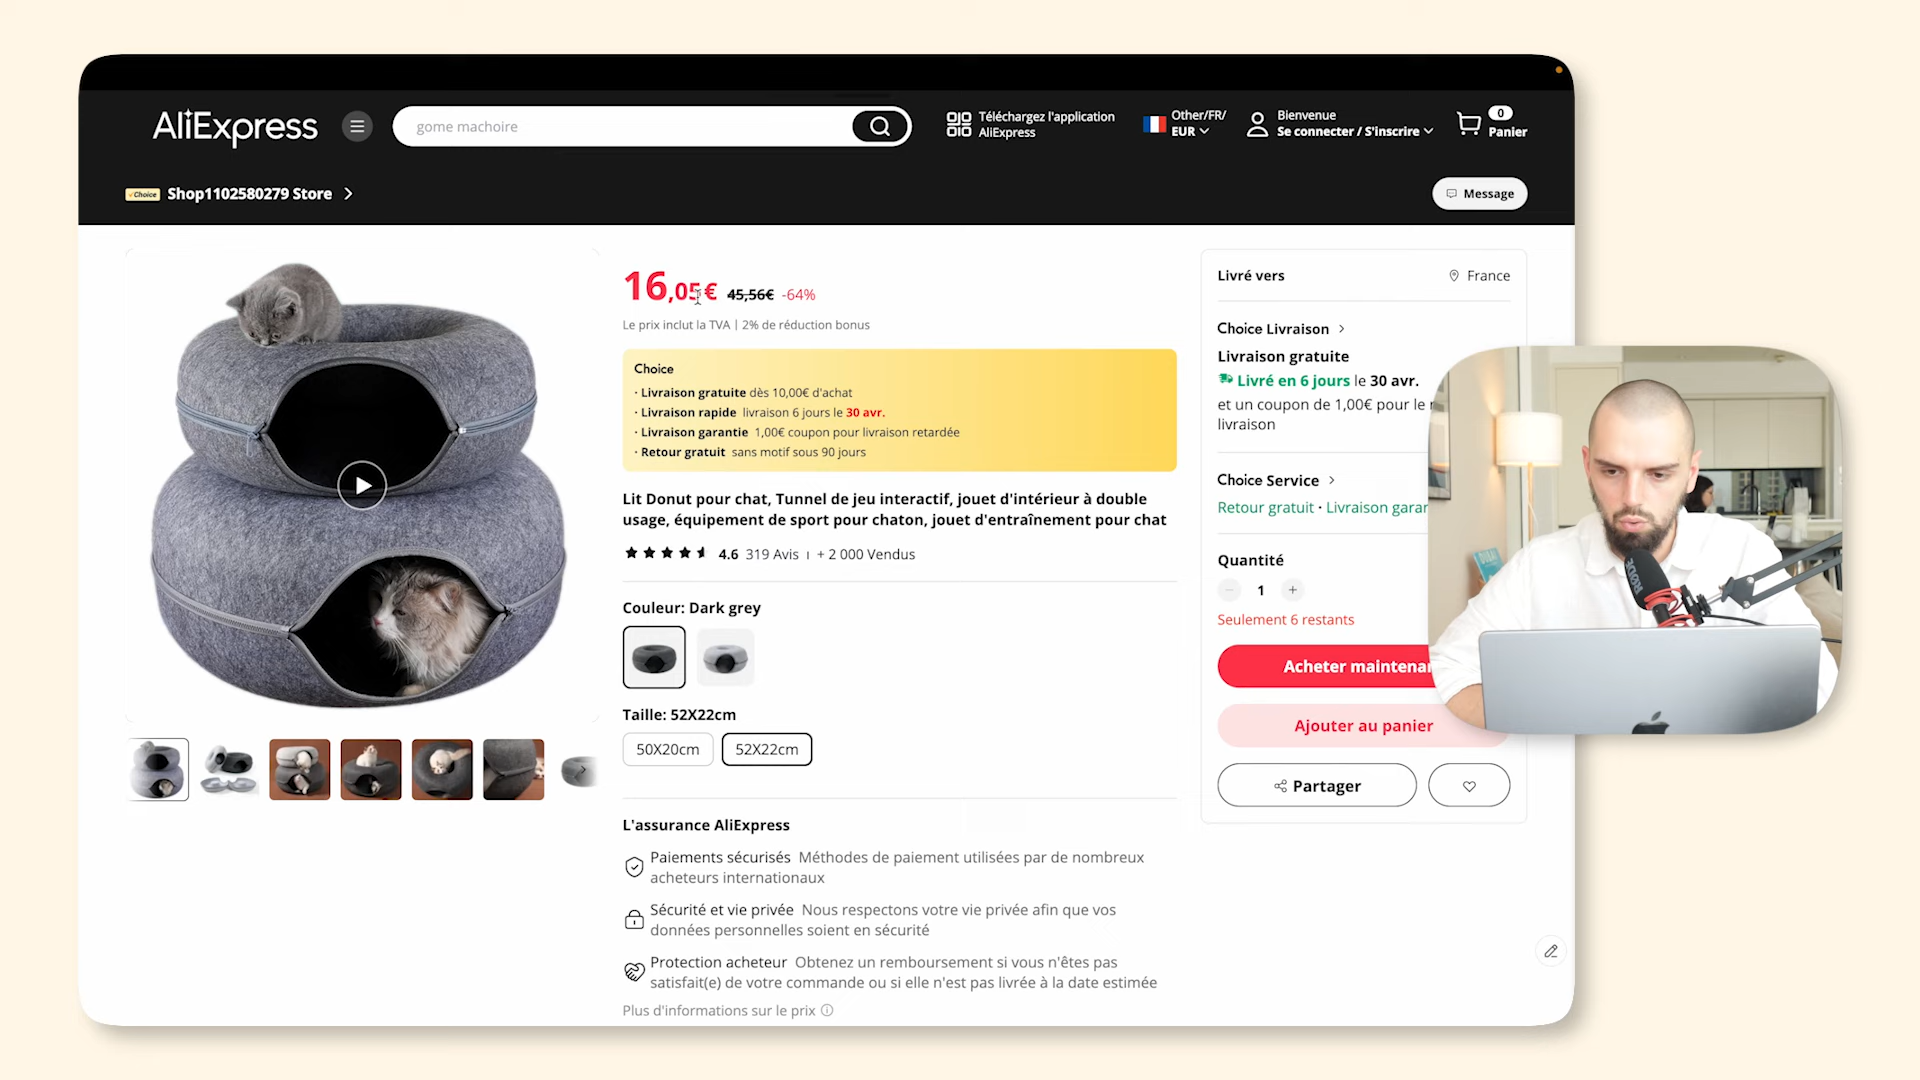 AliExpress
gome machoire
Téléchargez l'application
AliExpress
Other/FR/
EUR
Bienvenue
Se connecter / S'inscrire
0
Panier
Choice
Shop1102580279 Store
Message
16,05€ 45,56€ -64%
Le prix inclut la TVA | 2% de réduction bonus
Choice
· Livraison gratuite dès 10,00€ d'achat
· Livraison rapide livraison 6 jours le 30 avr.
· Livraison garantie 1,00€ coupon pour livraison retardée
· Retour gratuit sans motif sous 90 jours
Lit Donut pour chat, Tunnel de jeu interactif, jouet d'intérieur à double
usage, équipement de sport pour chaton, jouet d'entraînement pour chat
4.6 319 Avis | + 2 000 Vendus
Couleur: Dark grey
Taille: 52X22cm
50X20cm
52X22cm
L'assurance AliExpress
Paiements sécurisés Méthodes de paiement utilisées par de nombreux
acheteurs internationaux
Sécurité et vie privée Nous respectons votre vie privée afin que vos
données personnelles soient en sécurité
Protection acheteur Obtenez un remboursement si vous n'êtes pas
satisfait(e) de votre commande ou si elle n'est pas livrée à la date estimée
Plus d'informations sur le prix
Livré vers
France
Choice Livraison
Livraison gratuite
Livré en 6 jours le 30 avr.
et un coupon de 1,00€ pour le
livraison
Choice Service
Retour gratuit · Livraison garan
Quantité
1
Seulement 6 restants
Acheter maintenan
Ajouter au panier
Partager
RØDE